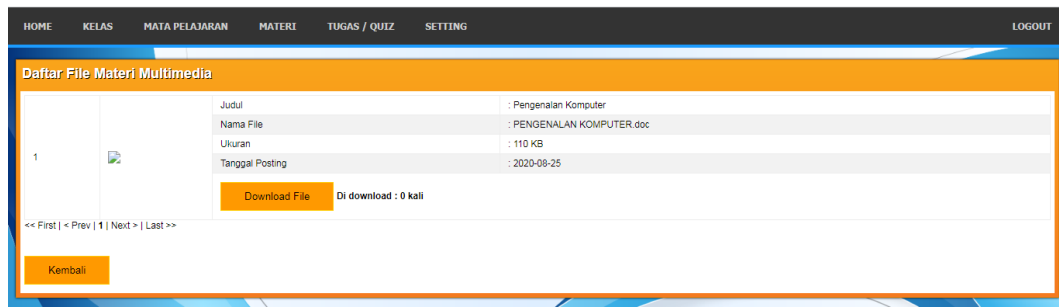 HOME KELAS MATA PELAJARAN MATERI TUGAS / QUIZ SETTING LOGOUT
Daftar File Materi Multimedia
Judul : Pengenalan Komputer
Nama File : PENGENALAN KOMPUTER.doc
Ukuran : 110 KB
1 Tanggal Posting : 2020-08-25
Download File Di download : 0 kali
<< First | < Prev | 1 | Next > | Last >>
Kembali